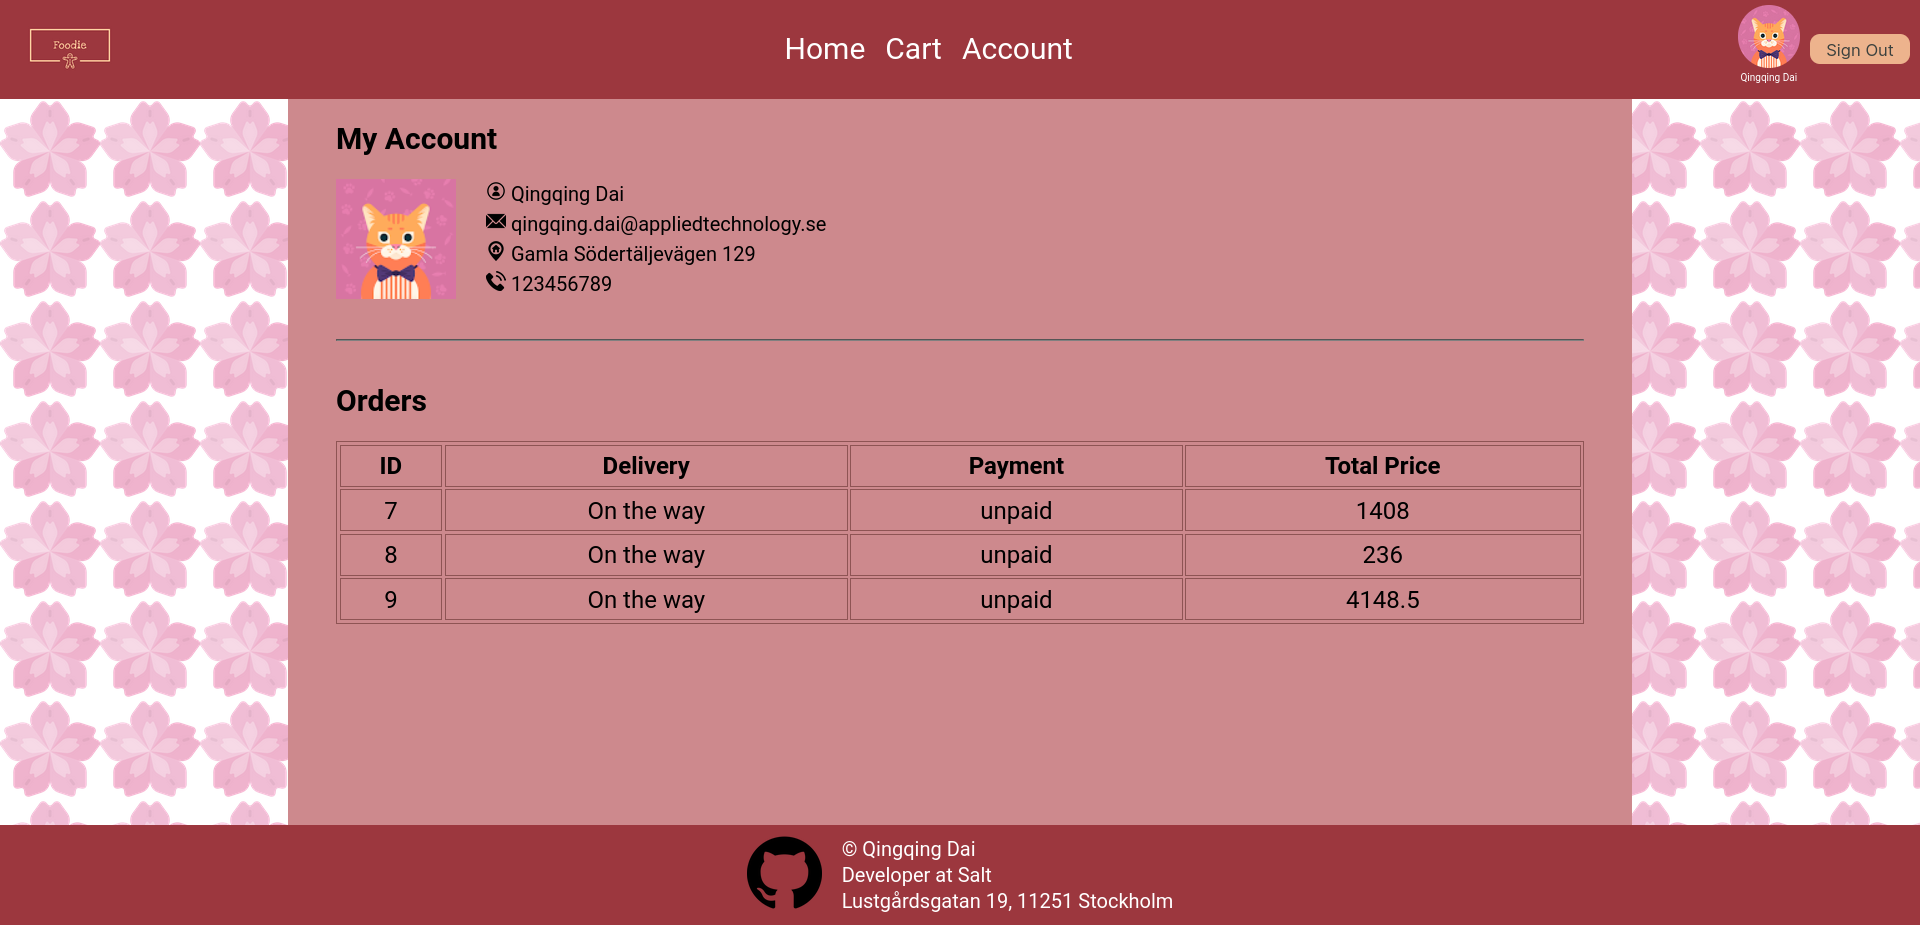 Foodie
Home Cart Account
Qingqing Dai
Sign Out
My Account
Qingqing Dai
qingqing.dai@appliedtechnology.se
Gamla Södertäljevägen 129
123456789
Orders
ID Delivery Payment Total Price
7 On the way unpaid 1408
8 On the way unpaid 236
9 On the way unpaid 4148.5
© Qingqing Dai
Developer at Salt
Lustgårdsgatan 19, 11251 Stockholm